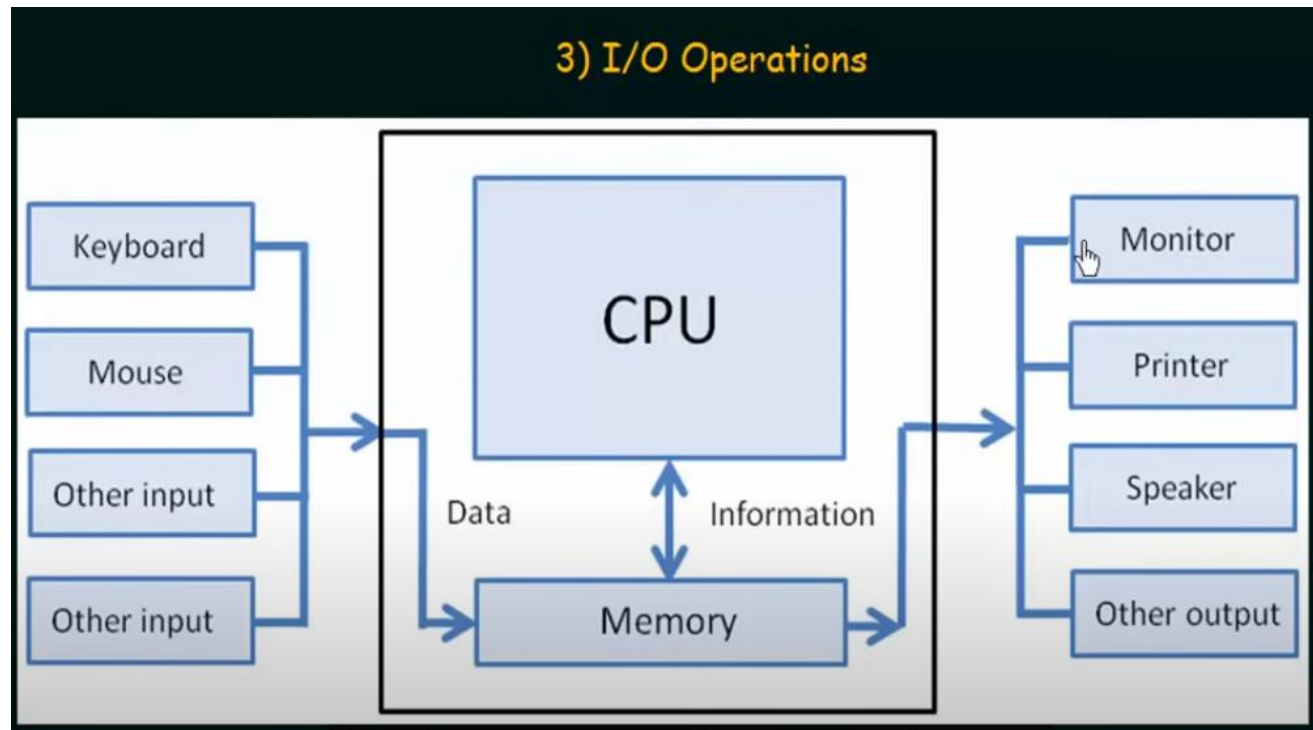 3) I/O Operations
Keyboard
Mouse
Other input
Other input
CPU
Data
Information
Memory
Monitor
Printer
Speaker
Other output